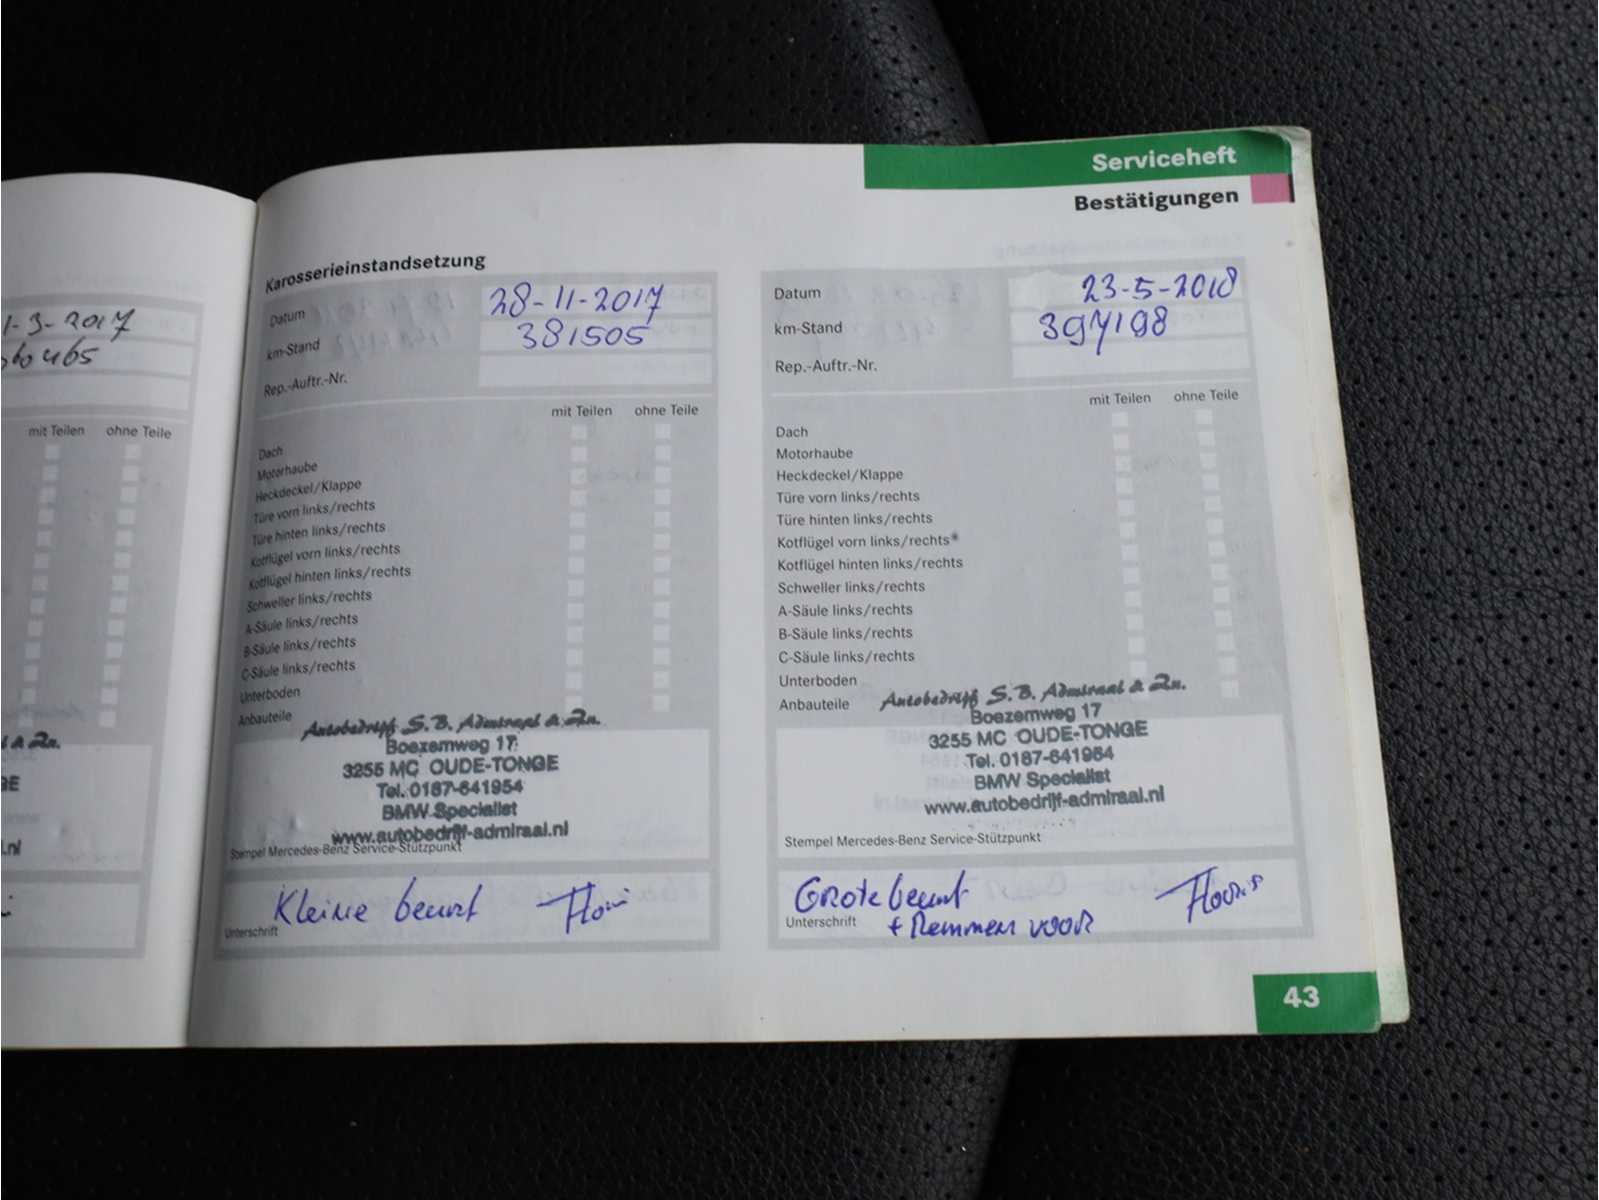 Serviceheft
Bestätigungen
1-3-2017
60465
mit Teilen ohne Teile
& Zn.
GE
l.nl
Karosserieinstandsetzung
Datum 28-11-2017
km-Stand 381505
Rep.-Auftr.-Nr.
mit Teilen ohne Teile
Dach
Motorhaube
Heckdeckel/Klappe
Türe vorn links/rechts
Türe hinten links/rechts
Kotflügel vorn links/rechts
Kotflügel hinten links/rechts
Schweller links/rechts
A-Säule links/rechts
B-Säule links/rechts
C-Säule links/rechts
Unterboden
Anbauteile
Autobedrijf S.B. Admiraal & Zn.
Boezemweg 17
3255 MC OUDE-TONGE
Tel. 0187-641954
BMW Specialist
www.autobedrijf-admiraal.nl
Stempel Mercedes-Benz Service-Stützpunkt
Kleine beurt
Unterschrift
Datum 23-5-2018
km-Stand 397198
Rep.-Auftr.-Nr.
mit Teilen ohne Teile
Dach
Motorhaube
Heckdeckel/Klappe
Türe vorn links/rechts
Türe hinten links/rechts
Kotflügel vorn links/rechts
Kotflügel hinten links/rechts
Schweller links/rechts
A-Säule links/rechts
B-Säule links/rechts
C-Säule links/rechts
Unterboden
Anbauteile
Autobedrijf S.B. Admiraal & Zn.
Boezemweg 17
3255 MC OUDE-TONGE
Tel. 0187-641954
BMW Specialist
www.autobedrijf-admiraal.nl
Stempel Mercedes-Benz Service-Stützpunkt
Grote beurt
Unterschrift + Remmen voor
43